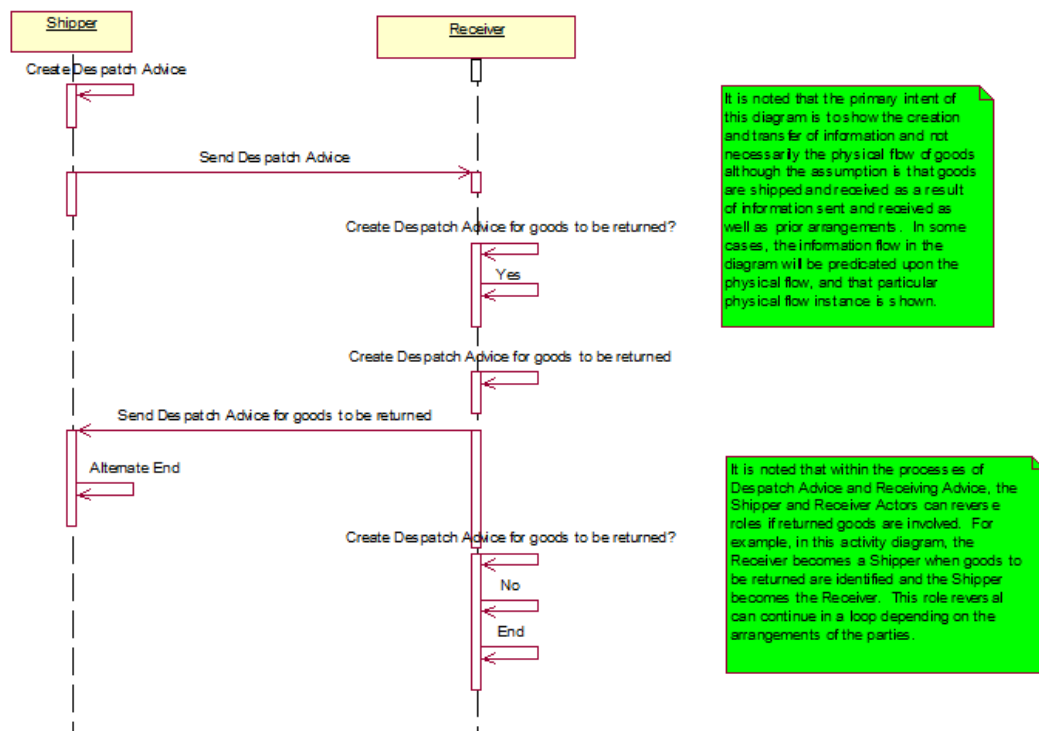 Shipper
Receiver
Create Despatch Advice
Send Despatch Advice
Create Despatch Advice for goods to be returned?
Yes
Create Despatch Advice for goods to be returned
Send Despatch Advice for goods to be returned
Alternate End
Create Despatch Advice for goods to be returned?
No
End
It is noted that the primary intent of
this diagram is to show the creation
and transfer of information and not
necessarily the physical flow of goods
although the assumption is that goods
are shipped and received as a result
of information sent and received as
well as prior arrangements. In some
cases, the information flow in the
diagram will be predicated upon the
physical flow, and that particular
physical flow instance is shown.
It is noted that within the processes of
Despatch Advice and Receiving Advice, the
Shipper and Receiver Actors can reverse
roles if returned goods are involved. For
example, in this activity diagram, the
Receiver becomes a Shipper when goods to
be returned are identified and the Shipper
becomes the Receiver. This role reversal
can continue in a loop depending on the
arrangements of the parties.